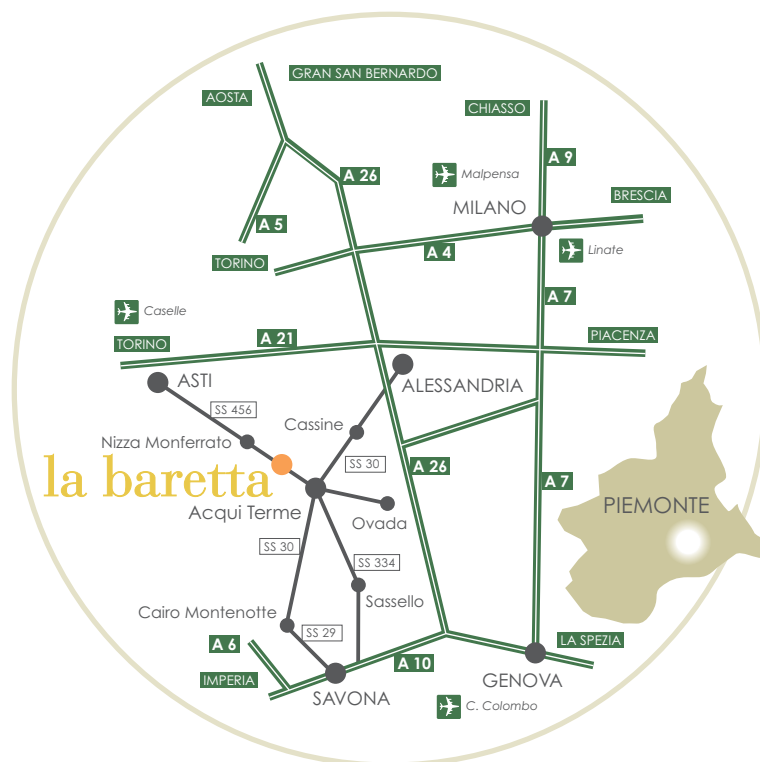 GRAN SAN BERNARDO
AOSTA
CHIASSO
A 9
A 26
Malpensa
BRESCIA
MILANO
A 5
A 4
Linate
TORINO
A 7
Caselle
A 21
PIACENZA
TORINO
ASTI
ALESSANDRIA
SS 456
Cassine
Nizza Monferrato
SS 30
A 26
la baretta
A 7
PIEMONTE
Acqui Terme
Ovada
SS 30
SS 334
Sassello
Cairo Montenotte
SS 29
A 6
LA SPEZIA
A 10
IMPERIA
GENOVA
SAVONA
C. Colombo